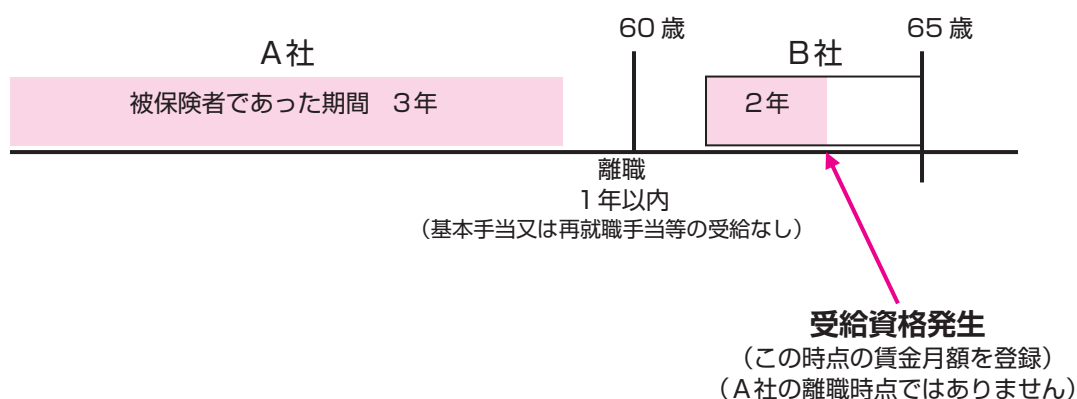 60歳
65歳
A社
B社
被保険者であった期間 3年
2年
離職
1年以内
（基本手当又は再就職手当等の受給なし）
受給資格発生
（この時点の賃金月額を登録）
（A社の離職時点ではありません）